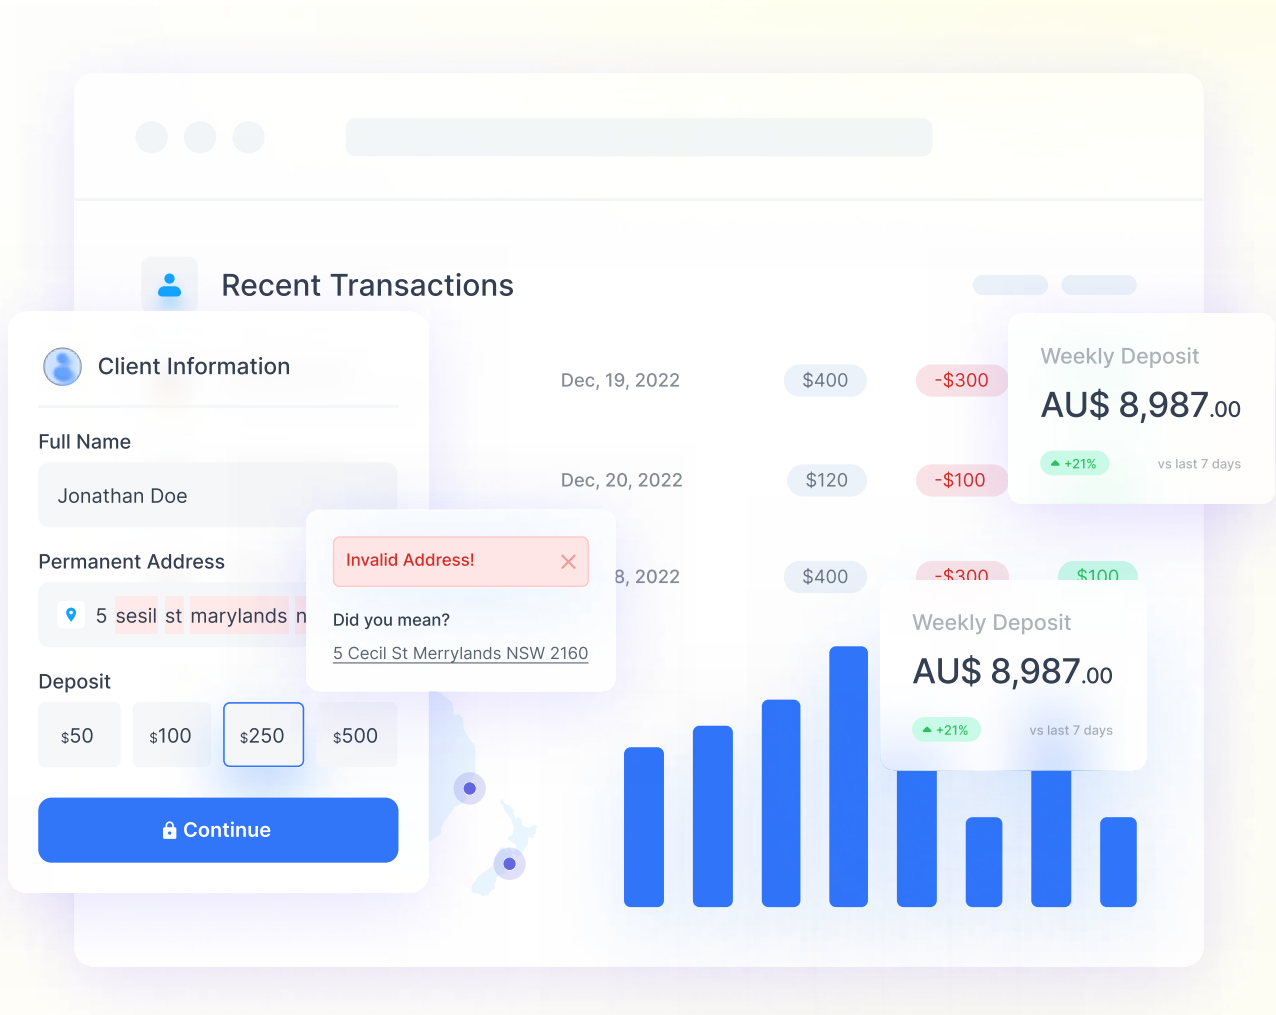 Recent Transactions
Client Information
Full Name
Jonathan Doe
Permanent Address
5 sesil st marylands n
Deposit
$50 $100 $250 $500
Continue
Invalid Address!
Did you mean?
5 Cecil St Merrylands NSW 2160
Dec, 19, 2022 $400 -$300
Dec, 20, 2022 $120 -$100
8, 2022 $400 -$300 $100
Weekly Deposit
AU$ 8,987.00
+21% vs last 7 days
Weekly Deposit
AU$ 8,987.00
+21% vs last 7 days